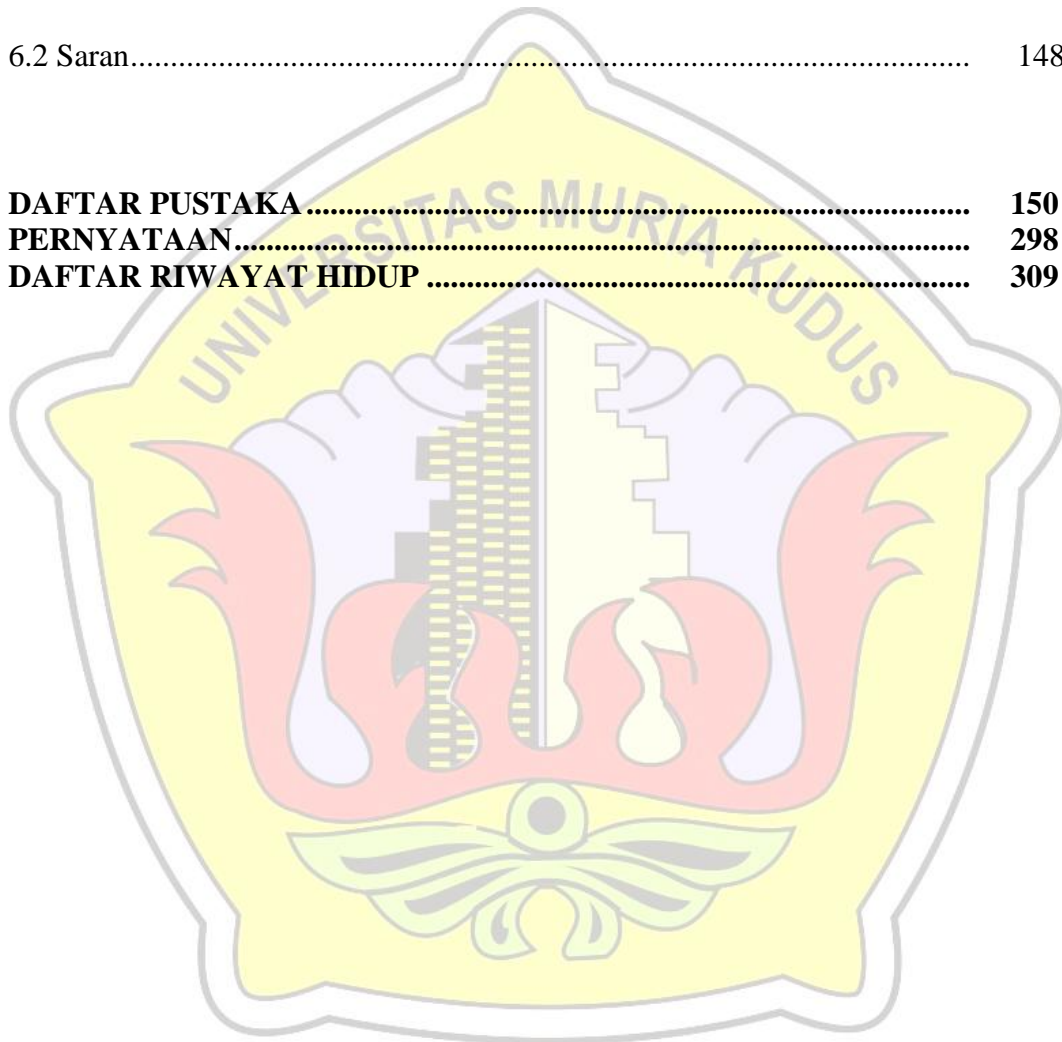 6.2 Saran.......................................................................................................... 148
DAFTAR PUSTAKA.................................................................................... 150
PERNYATAAN............................................................................................. 298
DAFTAR RIWAYAT HIDUP ..................................................................... 309
UNIVERSITAS MURIA KUDUS